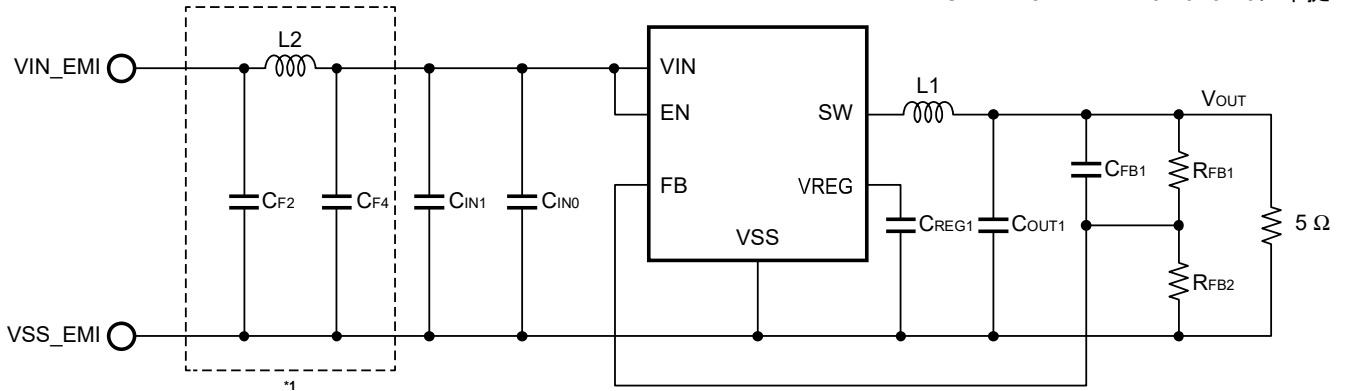 L2
VIN_EMI
VIN
EN
FB
SW
VREG
VSS
L1
VOUT
CF2
CF4
CIN1
CIN0
CREG1
COUT1
CFB1
RFB1
RFB2
5 Ω
VSS_EMI
*1